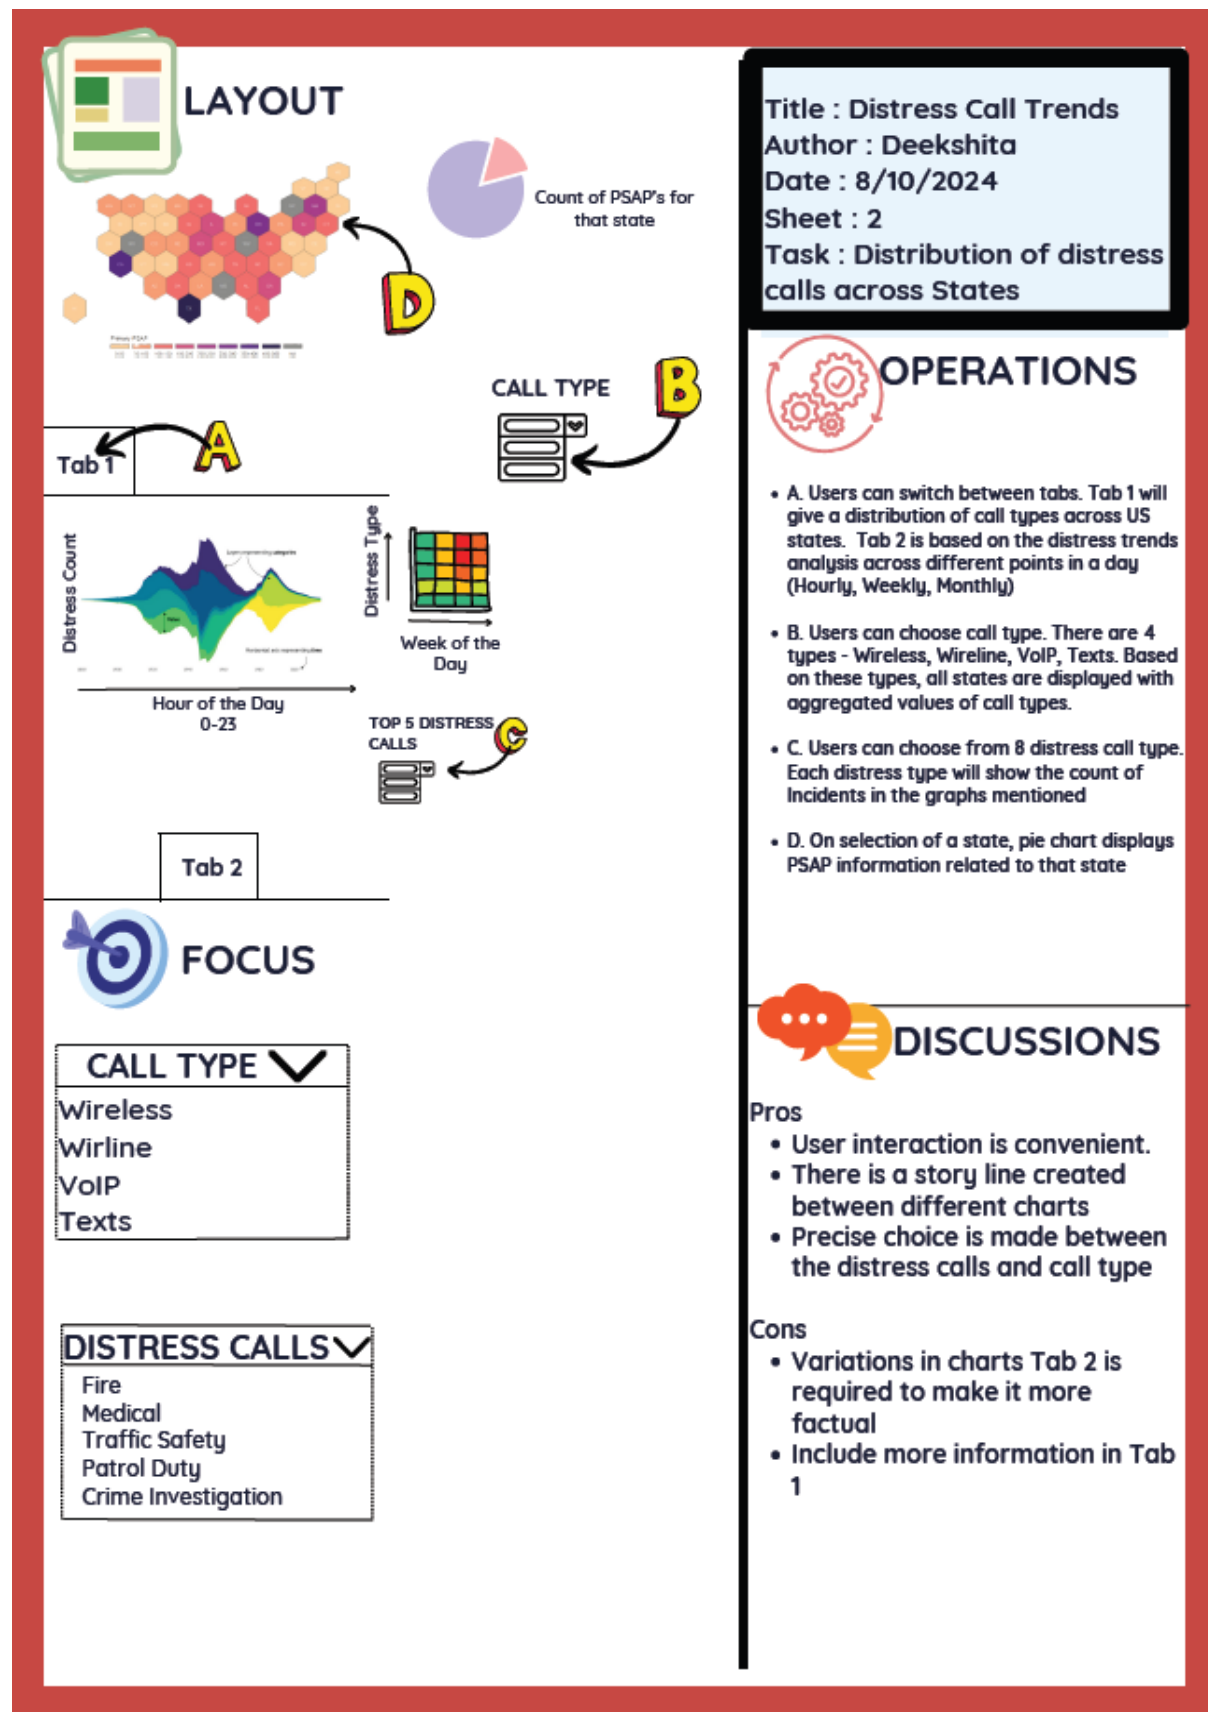 LAYOUT
Count of PSAP's for
that state
D
Primary PSAP
CALL TYPE
B
A
Tab 1
Distress Count
Hour of the Day
0-23
Distress Type
Week of the
Day
TOP 5 DISTRESS
CALLS
C
Tab 2
FOCUS
CALL TYPE
Wireless
Wirline
VoIP
Texts
DISTRESS CALLS
Fire
Medical
Traffic Safety
Patrol Duty
Crime Investigation
Title : Distress Call Trends
Author : Deekshita
Date : 8/10/2024
Sheet : 2
Task : Distribution of distress
calls across States
OPERATIONS
• A. Users can switch between tabs. Tab 1 will
give a distribution of call types across US
states. Tab 2 is based on the distress trends
analysis across different points in a day
(Hourly, Weekly, Monthly)
• B. Users can choose call type. There are 4
types - Wireless, Wireline, VoIP, Texts. Based
on these types, all states are displayed with
aggregated values of call types.
• C. Users can choose from 8 distress call type.
Each distress type will show the count of
Incidents in the graphs mentioned
• D. On selection of a state, pie chart displays
PSAP information related to that state
DISCUSSIONS
Pros
• User interaction is convenient.
• There is a story line created
between different charts
• Precise choice is made between
the distress calls and call type
Cons
• Variations in charts Tab 2 is
required to make it more
factual
• Include more information in Tab
1